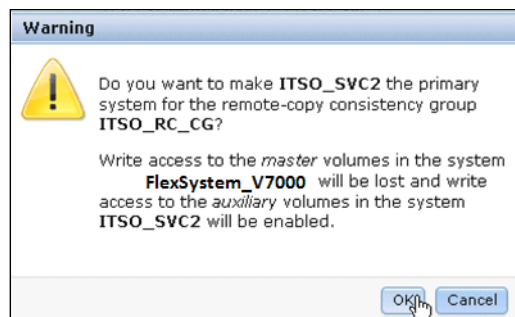 Warning
Do you want to make ITSO_SVC2 the primary
system for the remote-copy consistency group
ITSO_RC_CG?
Write access to the master volumes in the system
FlexSystem_V7000 will be lost and write
access to the auxiliary volumes in the system
ITSO_SVC2 will be enabled.
OK Cancel